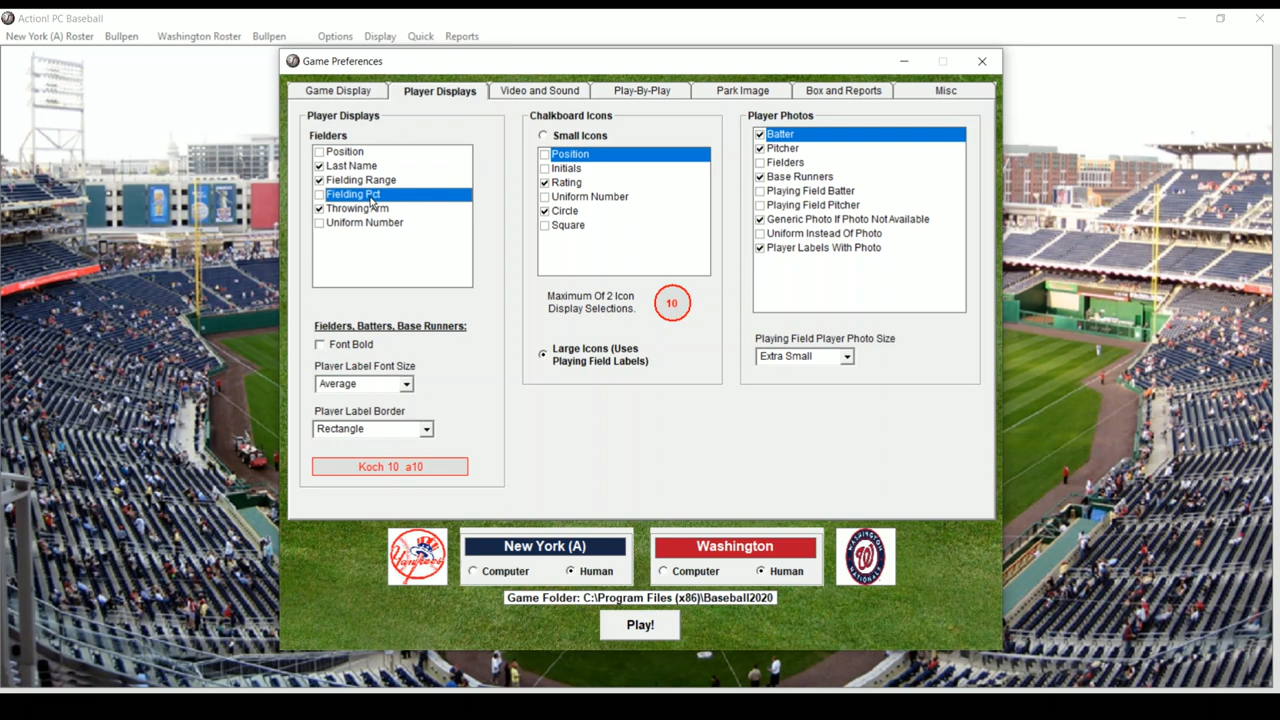 Action! PC Baseball
New York (A) Roster Bullpen Washington Roster Bullpen Options Display Quick Reports
Game Preferences
Game Display Player Displays Video and Sound Play-By-Play Park Image Box and Reports Misc
Player Displays
Fielders
Position
Last Name
Fielding Range
Fielding Pct
Throwing Arm
Uniform Number
Fielders, Batters, Base Runners:
Font Bold
Player Label Font Size
Average
Player Label Border
Rectangle
Koch 10 a10
Chalkboard Icons
Small Icons
Position
Initials
Rating
Uniform Number
Circle
Square
Maximum Of 2 Icon
Display Selections.
10
Large Icons (Uses
Playing Field Labels)
Player Photos
Batter
Pitcher
Fielders
Base Runners
Playing Field Batter
Playing Field Pitcher
Generic Photo If Photo Not Available
Uniform Instead Of Photo
Player Labels With Photo
Playing Field Player Photo Size
Extra Small
Yankees
New York (A)
Computer Human
Washington
Computer Human
W
Game Folder: C:\Program Files (x86)\Baseball2020
Play!